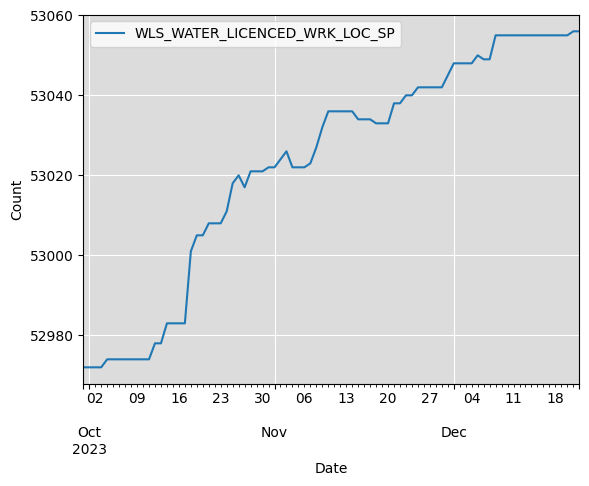 WLS_WATER_LICENCED_WRK_LOC_SP
53060
53040
53020
53000
52980
Count
02 09 16 23 30 06 13 20 27 04 11 18
Oct Nov Dec
2023
Date